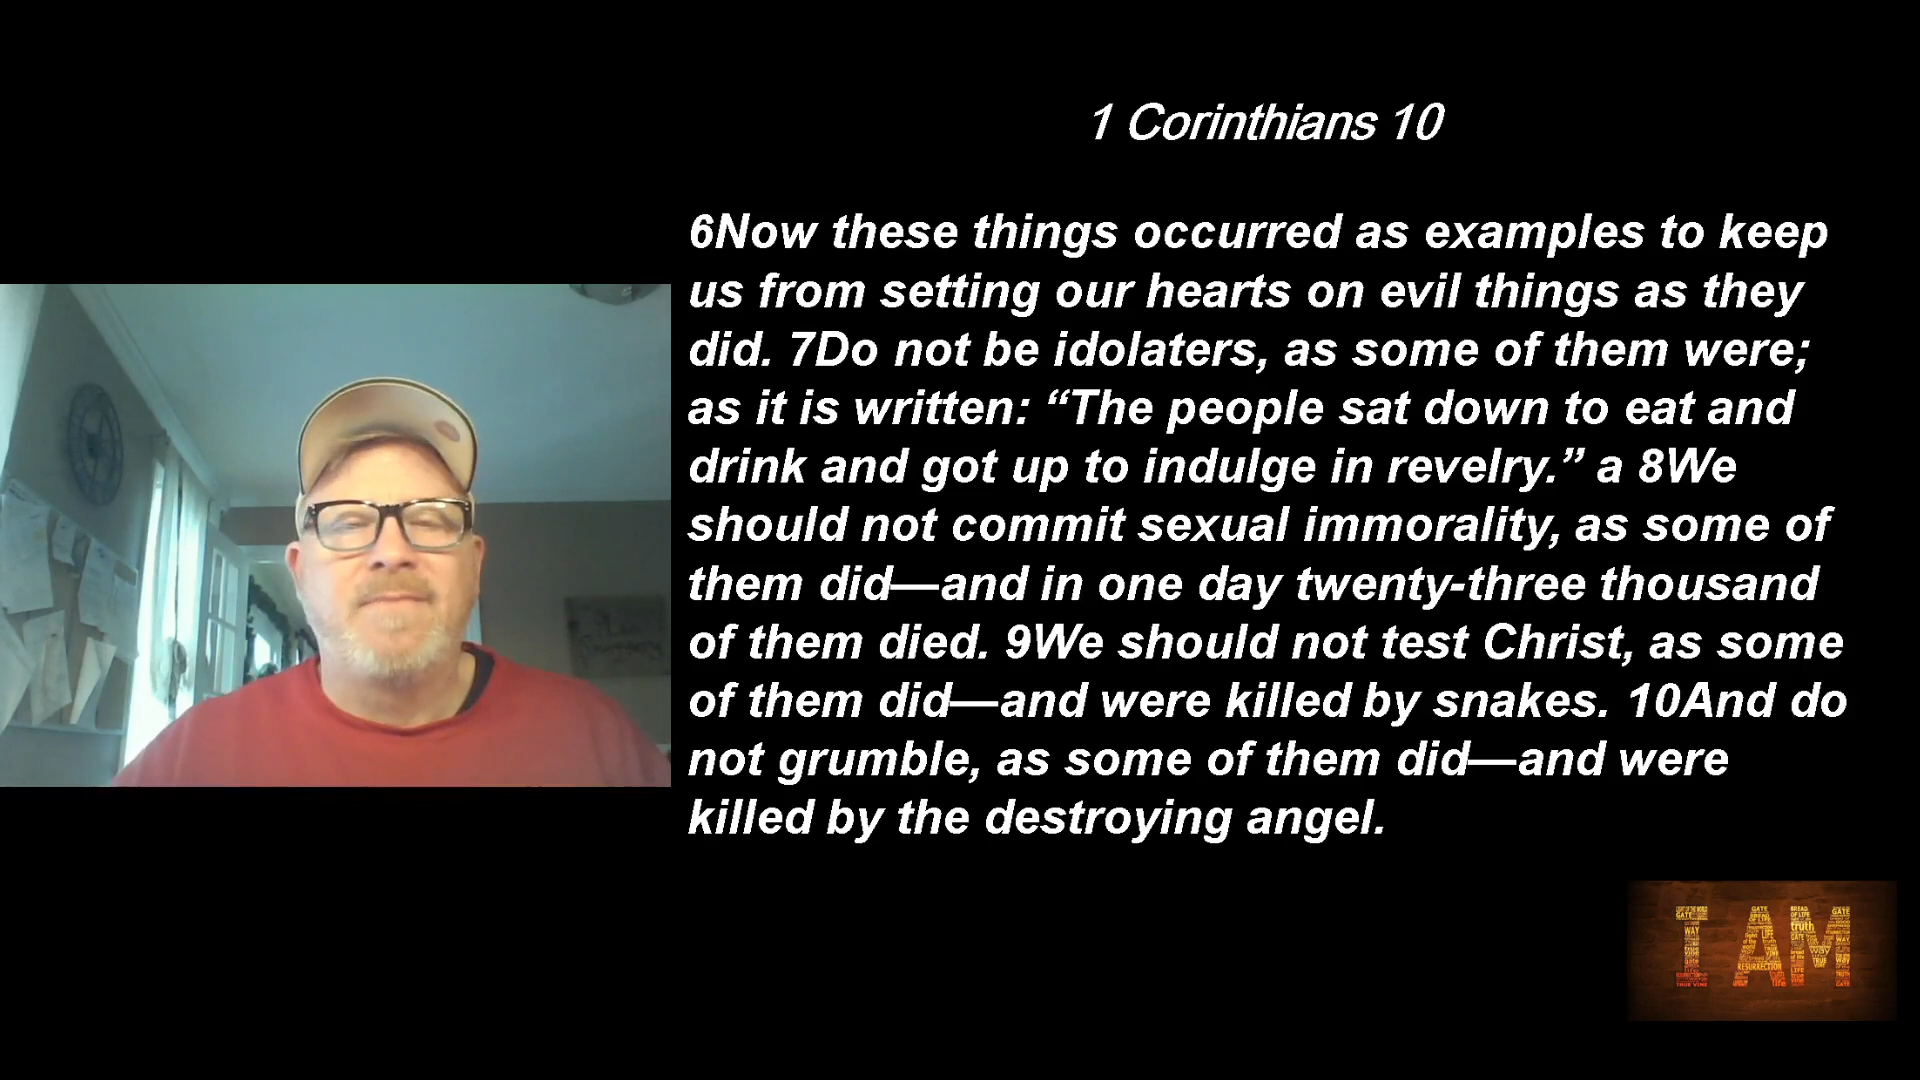 1 Corinthians 10
6Now these things occurred as examples to keep
us from setting our hearts on evil things as they
did. 7Do not be idolaters, as some of them were;
as it is written: “The people sat down to eat and
drink and got up to indulge in revelry.” a 8We
should not commit sexual immorality, as some of
them did—and in one day twenty-three thousand
of them died. 9We should not test Christ, as some
of them did—and were killed by snakes. 10And do
not grumble, as some of them did—and were
killed by the destroying angel.
I AM